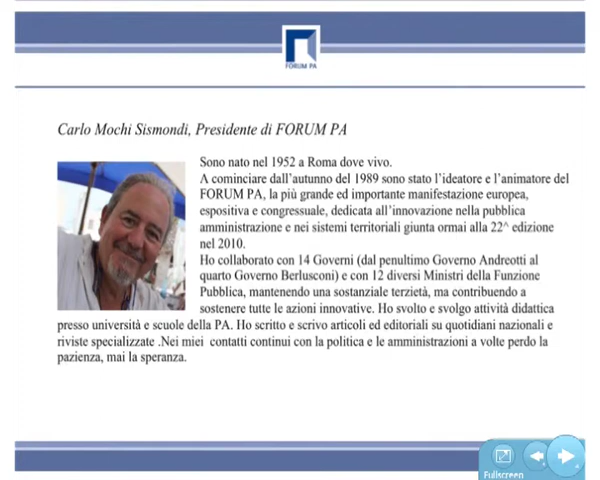 FORUM PA
Carlo Mochi Sismondi, Presidente di FORUM PA
Sono nato nel 1952 a Roma dove vivo.
A cominciare dall'autunno del 1989 sono stato l'ideatore e l'animatore del
FORUM PA, la più grande ed importante manifestazione europea,
espositiva e congressuale, dedicata all'innovazione nella pubblica
amministrazione e nei sistemi territoriali giunta ormai alla 22^ edizione
nel 2010.
Ho collaborato con 14 Governi (dal penultimo Governo Andreotti al
quarto Governo Berlusconi) e con 12 diversi Ministri della Funzione
Pubblica, mantenendo una sostanziale terzietà, ma contribuendo a
sostenere tutte le azioni innovative. Ho svolto e svolgo attività didattica
presso università e scuole della PA. Ho scritto e scrivo articoli ed editoriali su quotidiani nazionali e
riviste specializzate .Nei miei contatti continui con la politica e le amministrazioni a volte perdo la
pazienza, mai la speranza.
Fullscreen